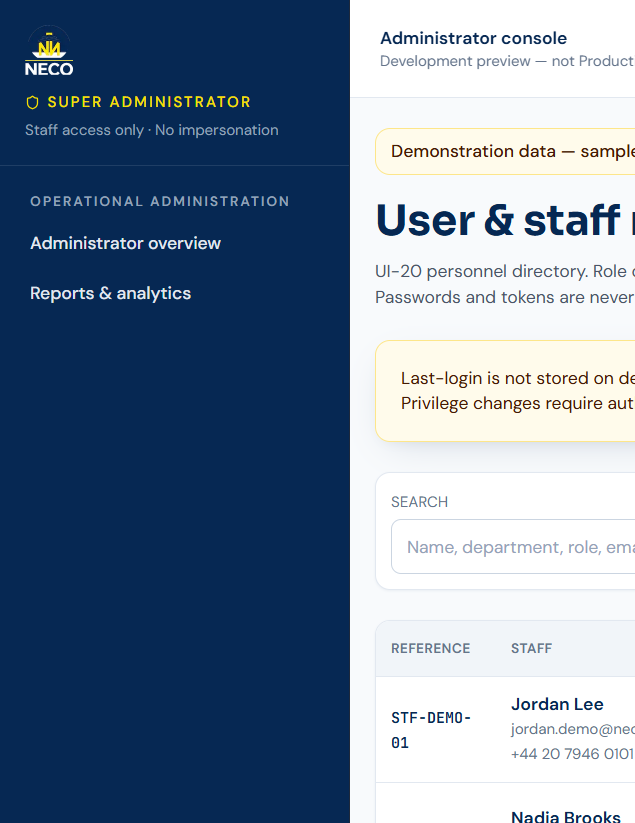 NECO
SUPER ADMINISTRATOR
Staff access only · No impersonation
OPERATIONAL ADMINISTRATION
Administrator overview
Reports & analytics
Administrator console
Development preview — not Product
Demonstration data — sample
User & staff
UI-20 personnel directory. Role
Passwords and tokens are never
Last-login is not stored on de
Privilege changes require aut
SEARCH
Name, department, role, ema
REFERENCE STAFF
STF-DEMO-
01
Jordan Lee
jordan.demo@nec
+44 20 7946 0101
Nadia Brooks